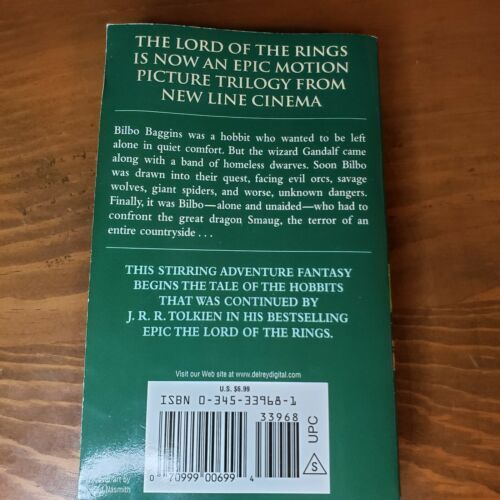 THE LORD OF THE RINGS
IS NOW AN EPIC MOTION
PICTURE TRILOGY FROM
NEW LINE CINEMA
Bilbo Baggins was a hobbit who wanted to be left
alone in quiet comfort. But the wizard Gandalf came
along with a band of homeless dwarves. Soon Bilbo
was drawn into their quest, facing evil orcs, savage
wolves, giant spiders, and worse, unknown dangers.
Finally, it was Bilbo—alone and unaided—who had to
confront the great dragon Smaug, the terror of an
entire countryside . . .
THIS STIRRING ADVENTURE FANTASY
BEGINS THE TALE OF THE HOBBITS
THAT WAS CONTINUED BY
J. R. R. TOLKIEN IN HIS BESTSELLING
EPIC THE LORD OF THE RINGS.
Visit our Web site at www.delreydigital.com
U.S. $6.99
ISBN 0-345-33968-1
33968
UPC
S
0 70999 00699 4
art by
Nasmith